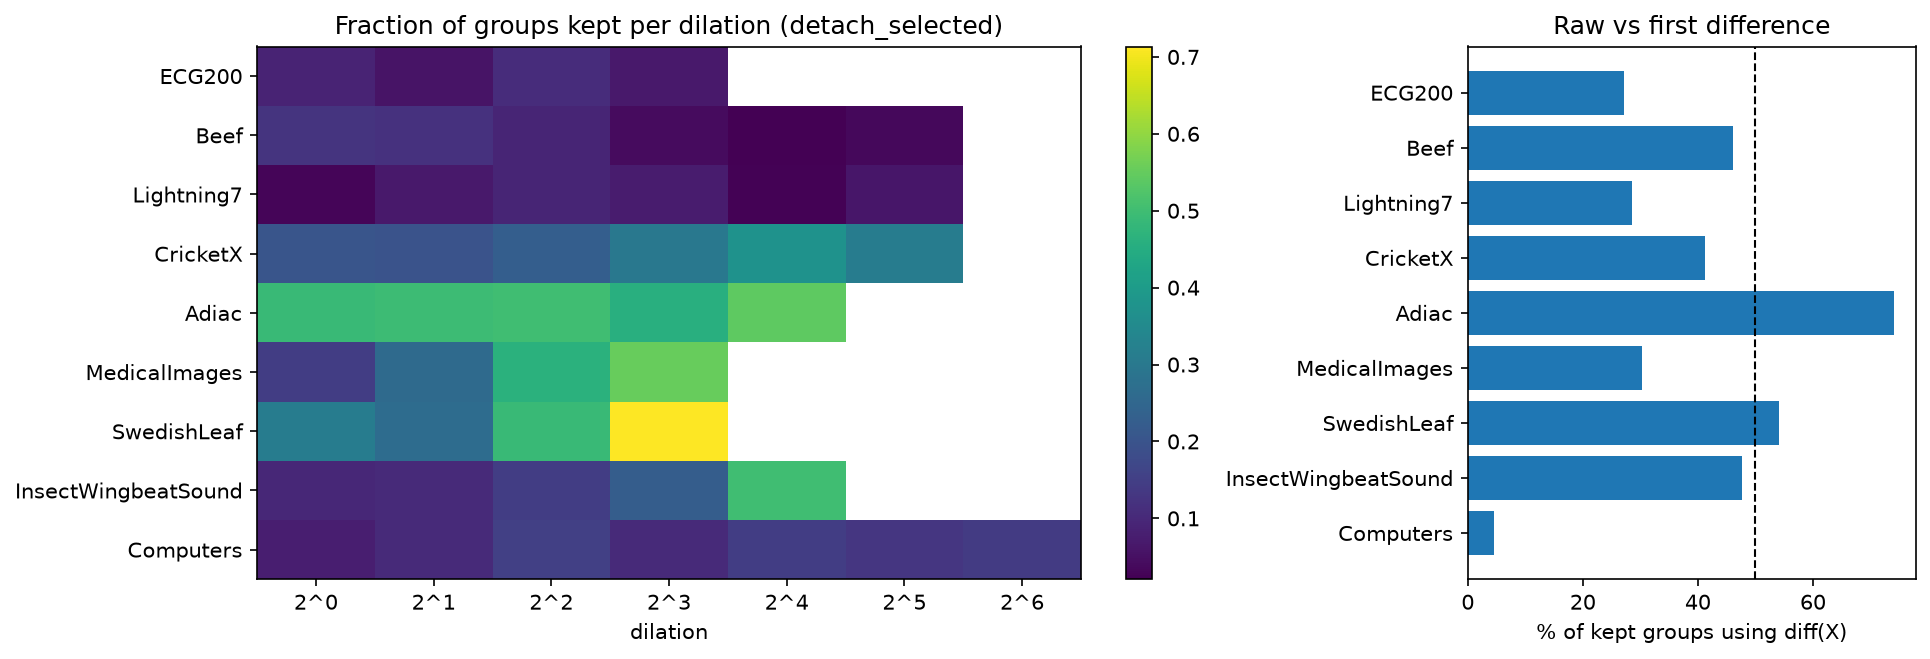 Fraction of groups kept per dilation (detach_selected)
ECG200
Beef
Lightning7
CricketX
Adiac
MedicalImages
SwedishLeaf
InsectWingbeatSound
Computers
2^0 2^1 2^2 2^3 2^4 2^5 2^6
dilation
0.7
0.6
0.5
0.4
0.3
0.2
0.1
Raw vs first difference
ECG200
Beef
Lightning7
CricketX
Adiac
MedicalImages
SwedishLeaf
InsectWingbeatSound
Computers
0 20 40 60
% of kept groups using diff(X)